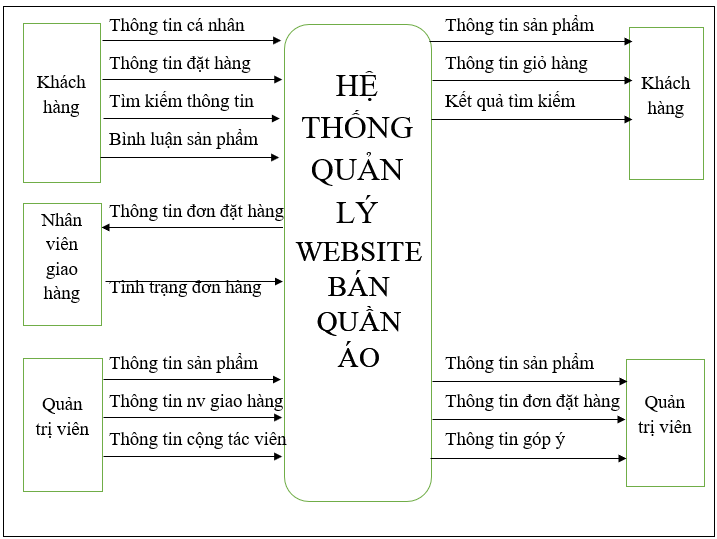 Thông tin cá nhân
Thông tin đặt hàng
Tìm kiếm thông tin
Bình luận sản phẩm
Khách
hàng
Thông tin đơn đặt hàng
Tình trạng đơn hàng
Nhân
viên
giao
hàng
Thông tin sản phẩm
Thông tin nv giao hàng
Thông tin cộng tác viên
Quản
trị viên
HỆ
THỐNG
QUẢN
LÝ
WEBSITE
BÁN
QUẦN
ÁO
Thông tin sản phẩm
Thông tin giỏ hàng
Kết quả tìm kiếm
Khách
hàng
Thông tin sản phẩm
Thông tin đơn đặt hàng
Thông tin góp ý
Quản
trị viên